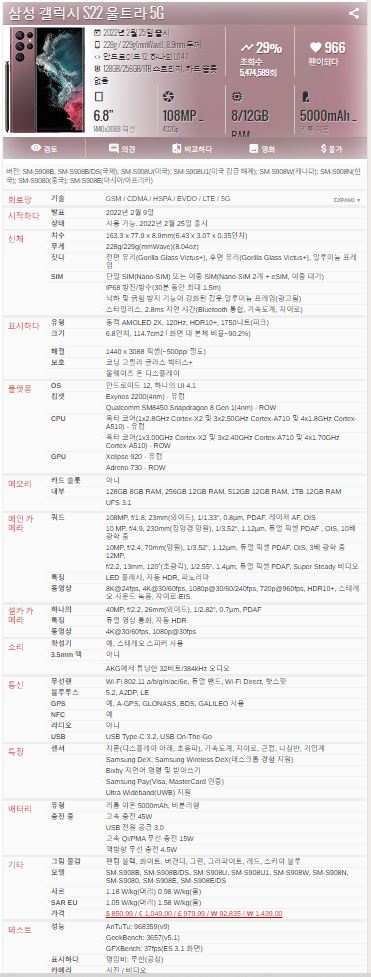 삼성 갤럭시 S22 울트라 5G
2022년 2월 25일 출시
228g / 229g(mmWave), 8.9mm 두께
안드로이드 12, 하나의 UI 4.1
128GB/256GB/1TB 스토리지, 카드 슬롯 없음
29%
조회수 5,474,589회
966
팬이되다
6.8"
1440x3088 픽셀
108MP
4320p
8/12GB
RAM
5000mAh
리튬 이온
검토
의견
비교하다
영화
물가
버전: SM-S908B, SM-S908B/DS(국제); SM-S908U(미국); SM-S908U1(미국 잠금 해제); SM-S908W(캐나다); SM-S908N(한국); SM-S9080(중국); SM-S908E(아시아/아프리카)
회로망 기술 GSM / CDMA / HSPA / EVDO / LTE / 5G EXPAND ▼
시작하다 발표 2022년 2월 9일
상태 사용 가능. 2022년 2월 25일 출시
신체 치수 163.3 x 77.9 x 8.9mm(6.43 x 3.07 x 0.35인치)
무게 228g/229g(mmWave)(8.04oz)
짓다 전면 유리(Gorilla Glass Victus+), 후면 유리(Gorilla Glass Victus+), 알루미늄 프레임
SIM 단일 SIM(Nano-SIM) 또는 이중 SIM(Nano-SIM 2개 + eSIM, 이중 대기)
IP68 방진/방수(30분 동안 최대 1.5m)
낙하 및 긁힘 방지 기능이 강화된 갑옷 알루미늄 프레임(광고됨)
스타일러스, 2.8ms 지연 시간(Bluetooth 통합, 가속도계, 자이로)
표시하다 유형 동적 AMOLED 2X, 120Hz, HDR10+, 1750니트(피크)
크기 6.8인치, 114.7cm2 (화면 대 본체 비율~90.2%)
해결 1440 x 3088 픽셀(~500ppi 밀도)
보호 코닝 고릴라 글라스 빅터스+
올웨이즈 온 디스플레이
플랫폼 OS 안드로이드 12, 하나의 UI 4.1
칩셋 Exynos 2200(4nm) - 유럽
Qualcomm SM8450 Snapdragon 8 Gen 1(4nm) - ROW
CPU 옥타 코어(1x2.8GHz Cortex-X2 및 3x2.50GHz Cortex-A710 및 4x1.8GHz Cortex-A510) - 유럽
옥타 코어(1x3.00GHz Cortex-X2 및 3x2.40GHz Cortex-A710 및 4x1.70GHz Cortex-A510) - ROW
GPU Xclipse 920 - 유럽
Adreno 730 - ROW
메모리 카드 슬롯 아니
내부 128GB 8GB RAM, 256GB 12GB RAM, 512GB 12GB RAM, 1TB 12GB RAM
UFS 3.1
메인 카메라 쿼드 108MP, f/1.8, 23mm(와이드), 1/1.33", 0.8µm, PDAF, 레이저 AF, OIS
10 MP, f/4.9, 230mm(잠망경 망원), 1/3.52", 1.12µm, 듀얼 픽셀 PDAF , OIS, 10배 광학 줌
10MP, f/2.4, 70mm(망원), 1/3.52", 1.12µm, 듀얼 픽셀 PDAF, OIS, 3배 광학 줌
12MP,
f/2.2, 13mm, 120˚(초광각), 1/2.55", 1.4µm, 듀얼 픽셀 PDAF, Super Steady 비디오
특징 LED 플래시, 자동 HDR, 파노라마
동영상 8K@24fps, 4K@30/60fps, 1080p@30/60/240fps, 720p@960fps, HDR10+, 스테레오 사운드 녹음, 자이로-EIS
셀카 카메라 하나의 40MP, f/2.2, 26mm(와이드), 1/2.82", 0.7µm, PDAF
특징 듀얼 영상 통화, 자동 HDR
동영상 4K@30/60fps, 1080p@30fps
소리 확성기 예, 스테레오 스피커 사용
3.5mm 잭 아니
AKG에서 튜닝한 32비트/384kHz 오디오
통신 무선랜 Wi-Fi 802.11 a/b/g/n/ac/6e, 듀얼 밴드, Wi-Fi Direct, 핫스팟
블루투스 5.2, A2DP, LE
GPS 예, A-GPS, GLONASS, BDS, GALILEO 사용
NFC 예
라디오 아니
USB USB Type-C 3.2, USB On-The-Go
특징 센서 지문(디스플레이 아래, 초음파), 가속도계, 자이로, 근접, 나침반, 기압계
Samsung DeX, Samsung Wireless DeX(데스크톱 경험 지원)
Bixby 자연어 명령 및 받아쓰기
Samsung Pay(Visa, MasterCard 인증)
Ultra Wideband(UWB) 지원
배터리 유형 리튬 이온 5000mAh, 비분리형
충전 중 고속 충전 45W
USB 전원 공급 3.0
고속 Qi/PMA 무선 충전 15W
역방향 무선 충전 4.5W
기타 그림 물감 팬텀 블랙, 화이트, 버건디, 그린, 그라파이트, 레드, 스카이 블루
모델 SM-S908B, SM-S908B/DS, SM-S908U, SM-S908U1, SM-S908W, SM-S908N, SM-S9080, SM-S908E, SM-S908E/DS
사르 1.18 W/kg(머리) 0.98 W/kg(몸)
SAR EU 1.05 W/kg(머리) 1.58 W/kg(몸)
가격 $ 850.99 / € 1,049.00 / £ 979.99 / ₩ 92,835 / ₩ 1,439.00
테스트 성능 AnTuTu: 968359(v9)
GeekBench: 3657(v5.1)
GFXBench: 37fps(ES 3.1 화면)
표시하다 명암비: 무한(공칭)
카메라 사진 / 비디오